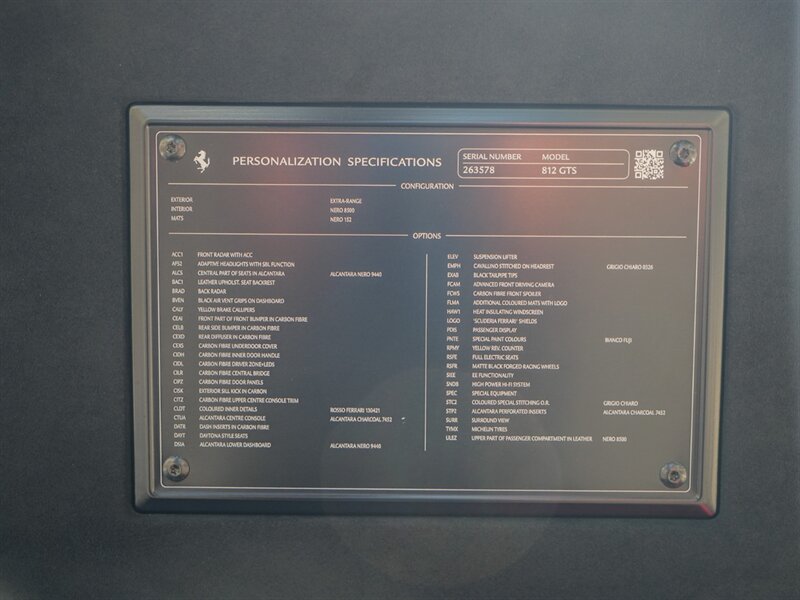 PERSONALIZATION SPECIFICATIONS
SERIAL NUMBER MODEL
263578 812 GTS
CONFIGURATION
EXTERIOR EXTRA-RANGE
INTERIOR NERO 8500
MATS NERO 152
OPTIONS
ACC1 FRONT RADAR WITH ACC
AFS2 ADAPTIVE HEADLIGHTS WITH SBL FUNCTION
ALCS CENTRAL PART OF SEATS IN ALCANTARA ALCANTARA NERO 9440
BAC1 LEATHER UPHOLST. SEAT BACKREST
BRAD BACK RADAR
BVEN BLACK AIR VENT GRIPS ON DASHBOARD
CALY YELLOW BRAKE CALLIPERS
CEAF FRONT PART OF FRONT BUMPER IN CARBON FIBRE
CELB REAR SIDE BUMPER IN CARBON FIBRE
CEXD REAR DIFFUSER IN CARBON FIBRE
CEXS CARBON FIBRE UNDERDOOR COVER
CIDH CARBON FIBRE INNER DOOR HANDLE
CIDL CARBON FIBRE DRIVER ZONE+LEDS
CILR CARBON FIBRE CENTRAL BRIDGE
CIPZ CARBON FIBRE DOOR PANELS
CISK EXTERIOR SILL KICK IN CARBON
CITZ CARBON FIBRE UPPER CENTRE CONSOLE TRIM
CLDT COLOURED INNER DETAILS ROSSO FERRARI 130421
CTUA ALCANTARA CENTRE CONSOLE ALCANTARA CHARCOAL 7452
DATR DASH INSERTS IN CARBON FIBRE
DAYT DAYTONA STYLE SEATS
DSIA ALCANTARA LOWER DASHBOARD ALCANTARA NERO 9440
ELEV SUSPENSION LIFTER
EMPH CAVALLINO STITCHED ON HEADREST GRIGIO CHIARO 0326
EXAB BLACK TAILPIPE TIPS
FCAM ADVANCED FRONT DRIVING CAMERA
FCWS CARBON FIBRE FRONT SPOILER
FLMA ADDITIONAL COLOURED MATS WITH LOGO
HAW1 HEAT INSULATING WINDSCREEN
LOGO 'SCUDERIA FERRARI' SHIELDS
PDIS PASSENGER DISPLAY
PNTE SPECIAL PAINT COLOURS BIANCO FUJI
RPMY YELLOW REV. COUNTER
RSFE FULL ELECTRIC SEATS
RSFR MATTE BLACK FORGED RACING WHEELS
SIEE EE FUNCTIONALITY
SNDB HIGH POWER HI-FI SYSTEM
SPEC SPECIAL EQUIPMENT
STC2 COLOURED SPECIAL STITCHING O.R. GRIGIO CHIARO
STP2 ALCANTARA PERFORATED INSERTS ALCANTARA CHARCOAL 7452
SURR SURROUND VIEW
TYMX MICHELIN TYRES
ULEZ UPPER PART OF PASSENGER COMPARTMENT IN LEATHER NERO 8500